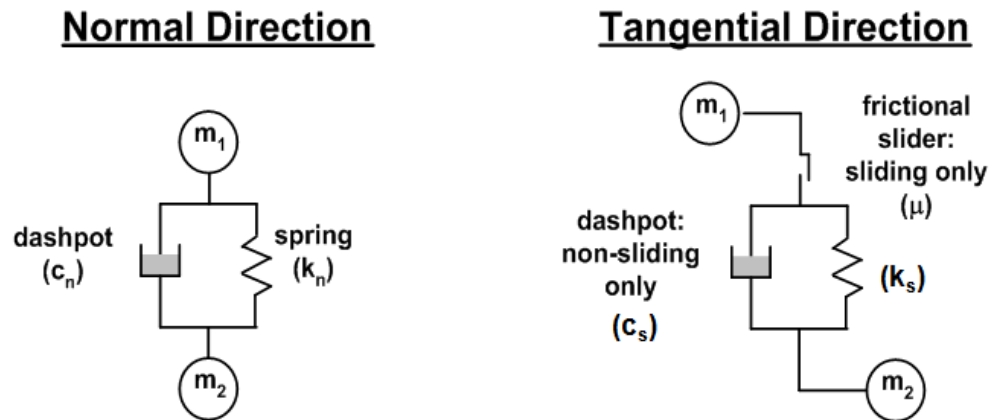 Normal Direction
m1
dashpot
(cn)
spring
(kn)
m2
Tangential Direction
m1
frictional
slider:
sliding only
(μ)
dashpot:
non-sliding
only
(cs)
(ks)
m2